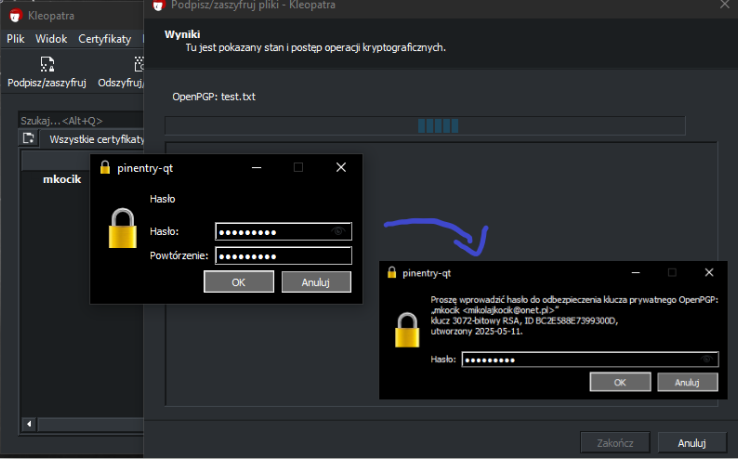 Kleopatra
Podpisz/zaszyfruj pliki - Kleopatra
Plik Widok Certyfikaty
Podpisz/zaszyfruj Odszyfruj/
Szukaj...<Alt+Q>
Wszystkie certyfikaty
mkocik
Wyniki
Tu jest pokazany stan i postęp operacji kryptograficznych.
OpenPGP: test.txt
pinentry-qt
Hasło
Hasło:
Powtórzenie:
OK Anuluj
pinentry-qt
Proszę wprowadzić hasło do odbezpieczenia klucza prywatnego OpenPGP:
„mkocik <mikolajkocik@onet.pl>”
klucz 3072-bitowy RSA, ID BC2E588E7399300D,
utworzony 2025-05-11.
Hasło:
OK Anuluj
Zakończ Anuluj